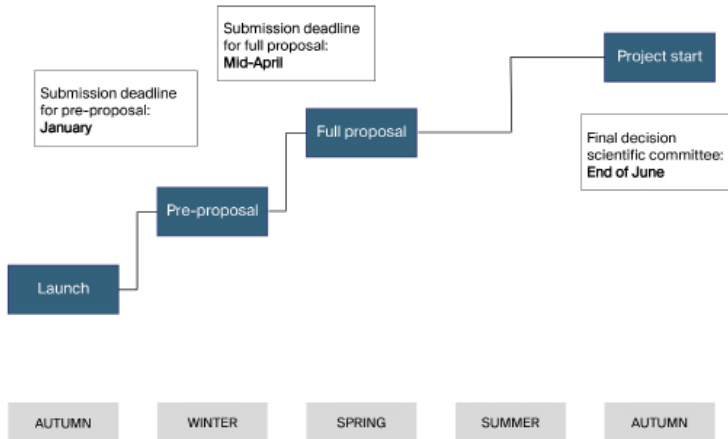 Submission deadline
for full proposal:
Mid-April
Project start
Submission deadline
for pre-proposal:
January
Full proposal
Final decision
scientific committee:
End of June
Pre-proposal
Launch
AUTUMN
WINTER
SPRING
SUMMER
AUTUMN